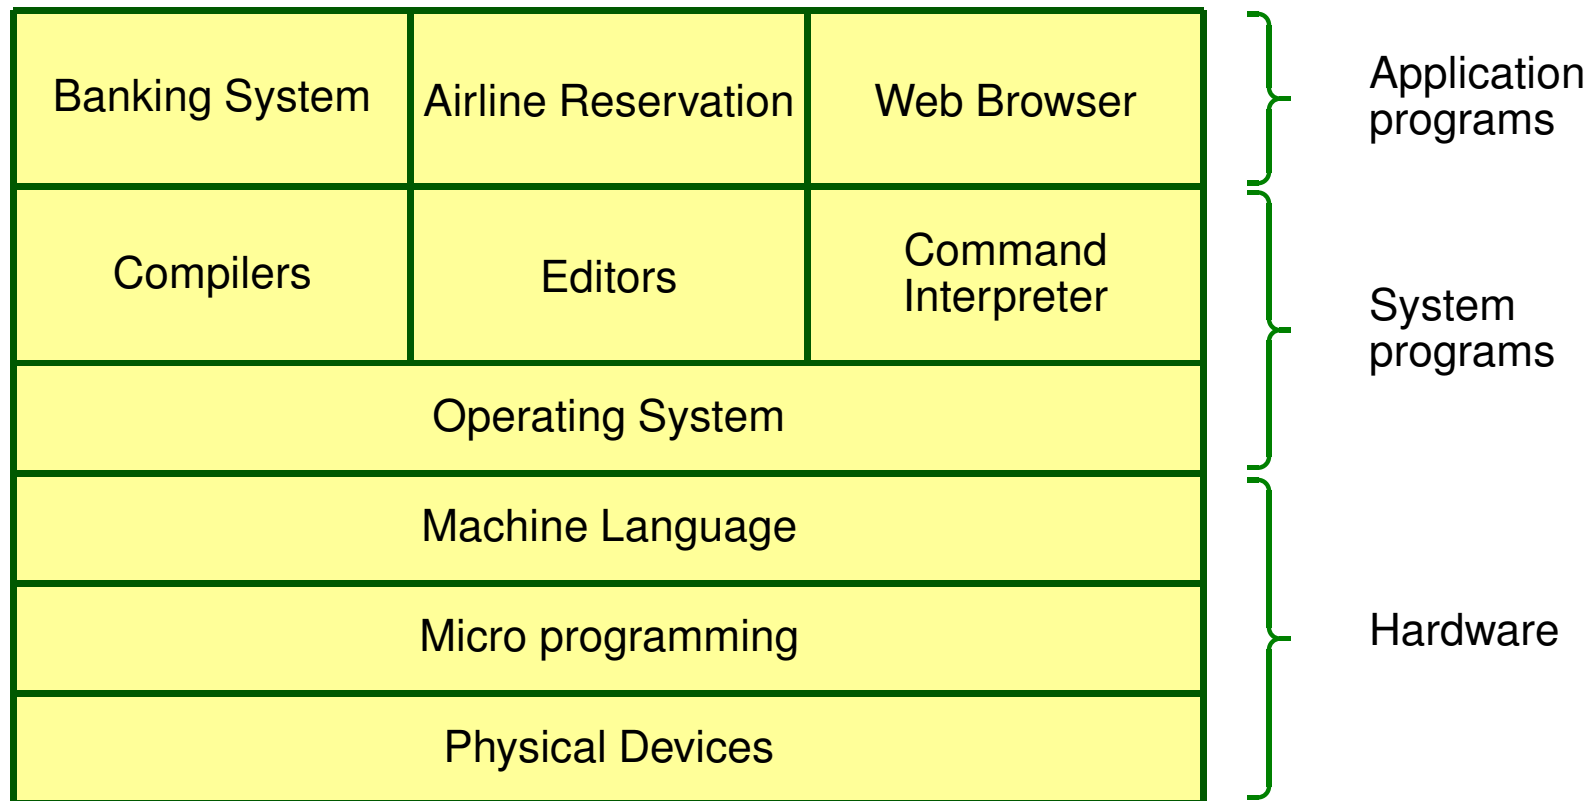 Banking System
Airline Reservation
Web Browser
Application
programs
Compilers
Editors
Command
Interpreter
System
programs
Operating System
Machine Language
Micro programming
Hardware
Physical Devices